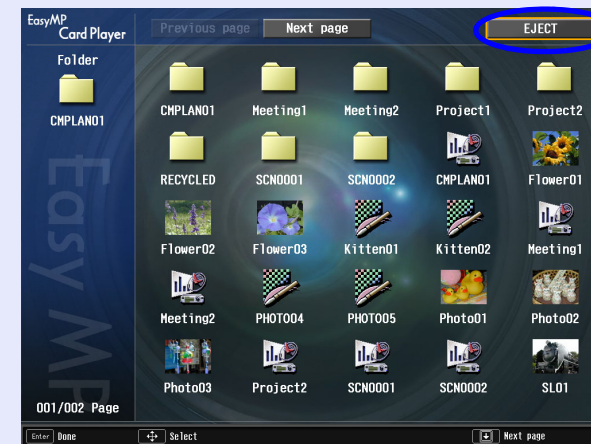 EasyMP
Card Player
Previous page
Next page
EJECT
Folder
CMPLAN01
CMPLAN01
Meeting1
Meeting2
Project1
Project2
RECYCLED
SCN0001
SCN0002
CMPLAN01
Flower01
Flower02
Flower03
Kitten01
Kitten02
Meeting1
Meeting2
PHOTO04
PHOTO05
Photo01
Photo02
Photo03
Project2
SCN0001
SCN0002
SL01
Easy MP
001/002 Page
Enter Done
Select
Next page